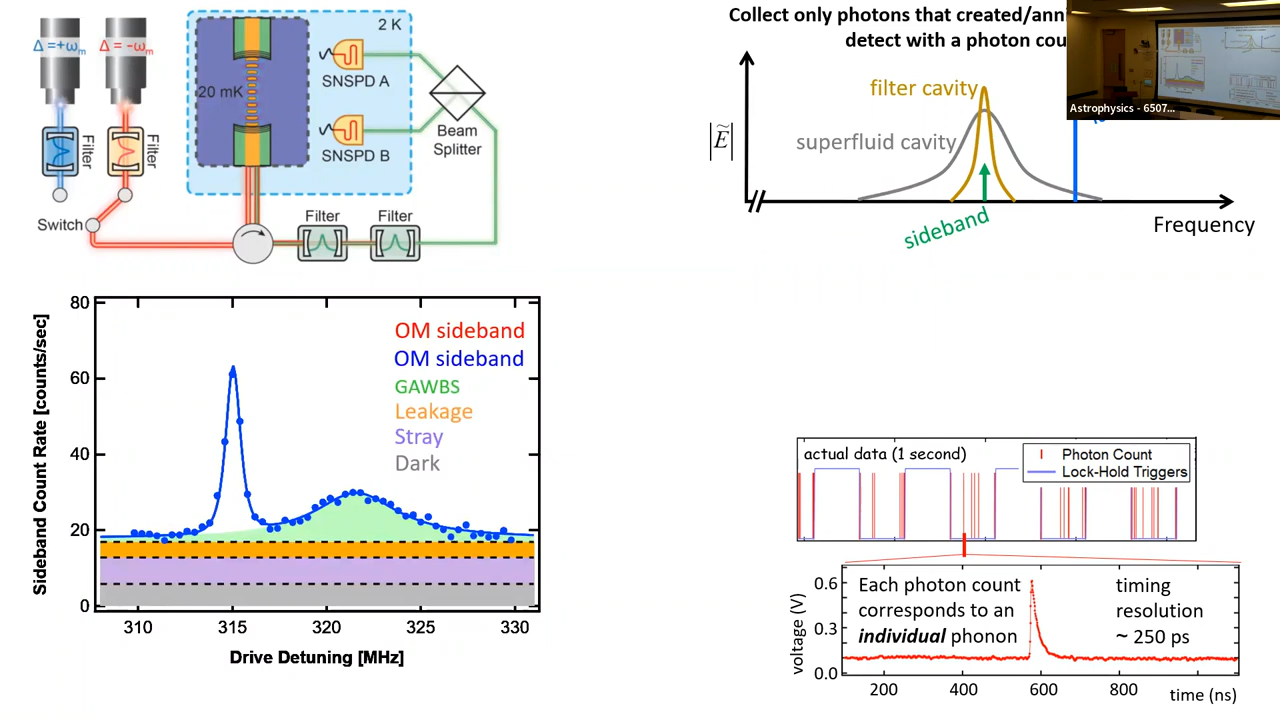 Δ =+ωm
Δ = -ωm
2 K
20 mK
SNSPD A
SNSPD B
Beam
Splitter
Filter
Filter
Switch
Filter
Filter
Collect only photons that created/ann
detect with a photon cou
Astrophysics - 6507...
filter cavity
superfluid cavity
|Ẽ|
sideband
Frequency
80
60
40
20
0
Sideband Count Rate [counts/sec]
OM sideband
OM sideband
GAWBS
Leakage
Stray
Dark
310
315
320
325
330
Drive Detuning [MHz]
actual data (1 second)
Photon Count
Lock-Hold Triggers
0.6
0.3
0.0
voltage (V)
Each photon count
corresponds to an
individual phonon
timing
resolution
~ 250 ps
200
400
600
800
time (ns)